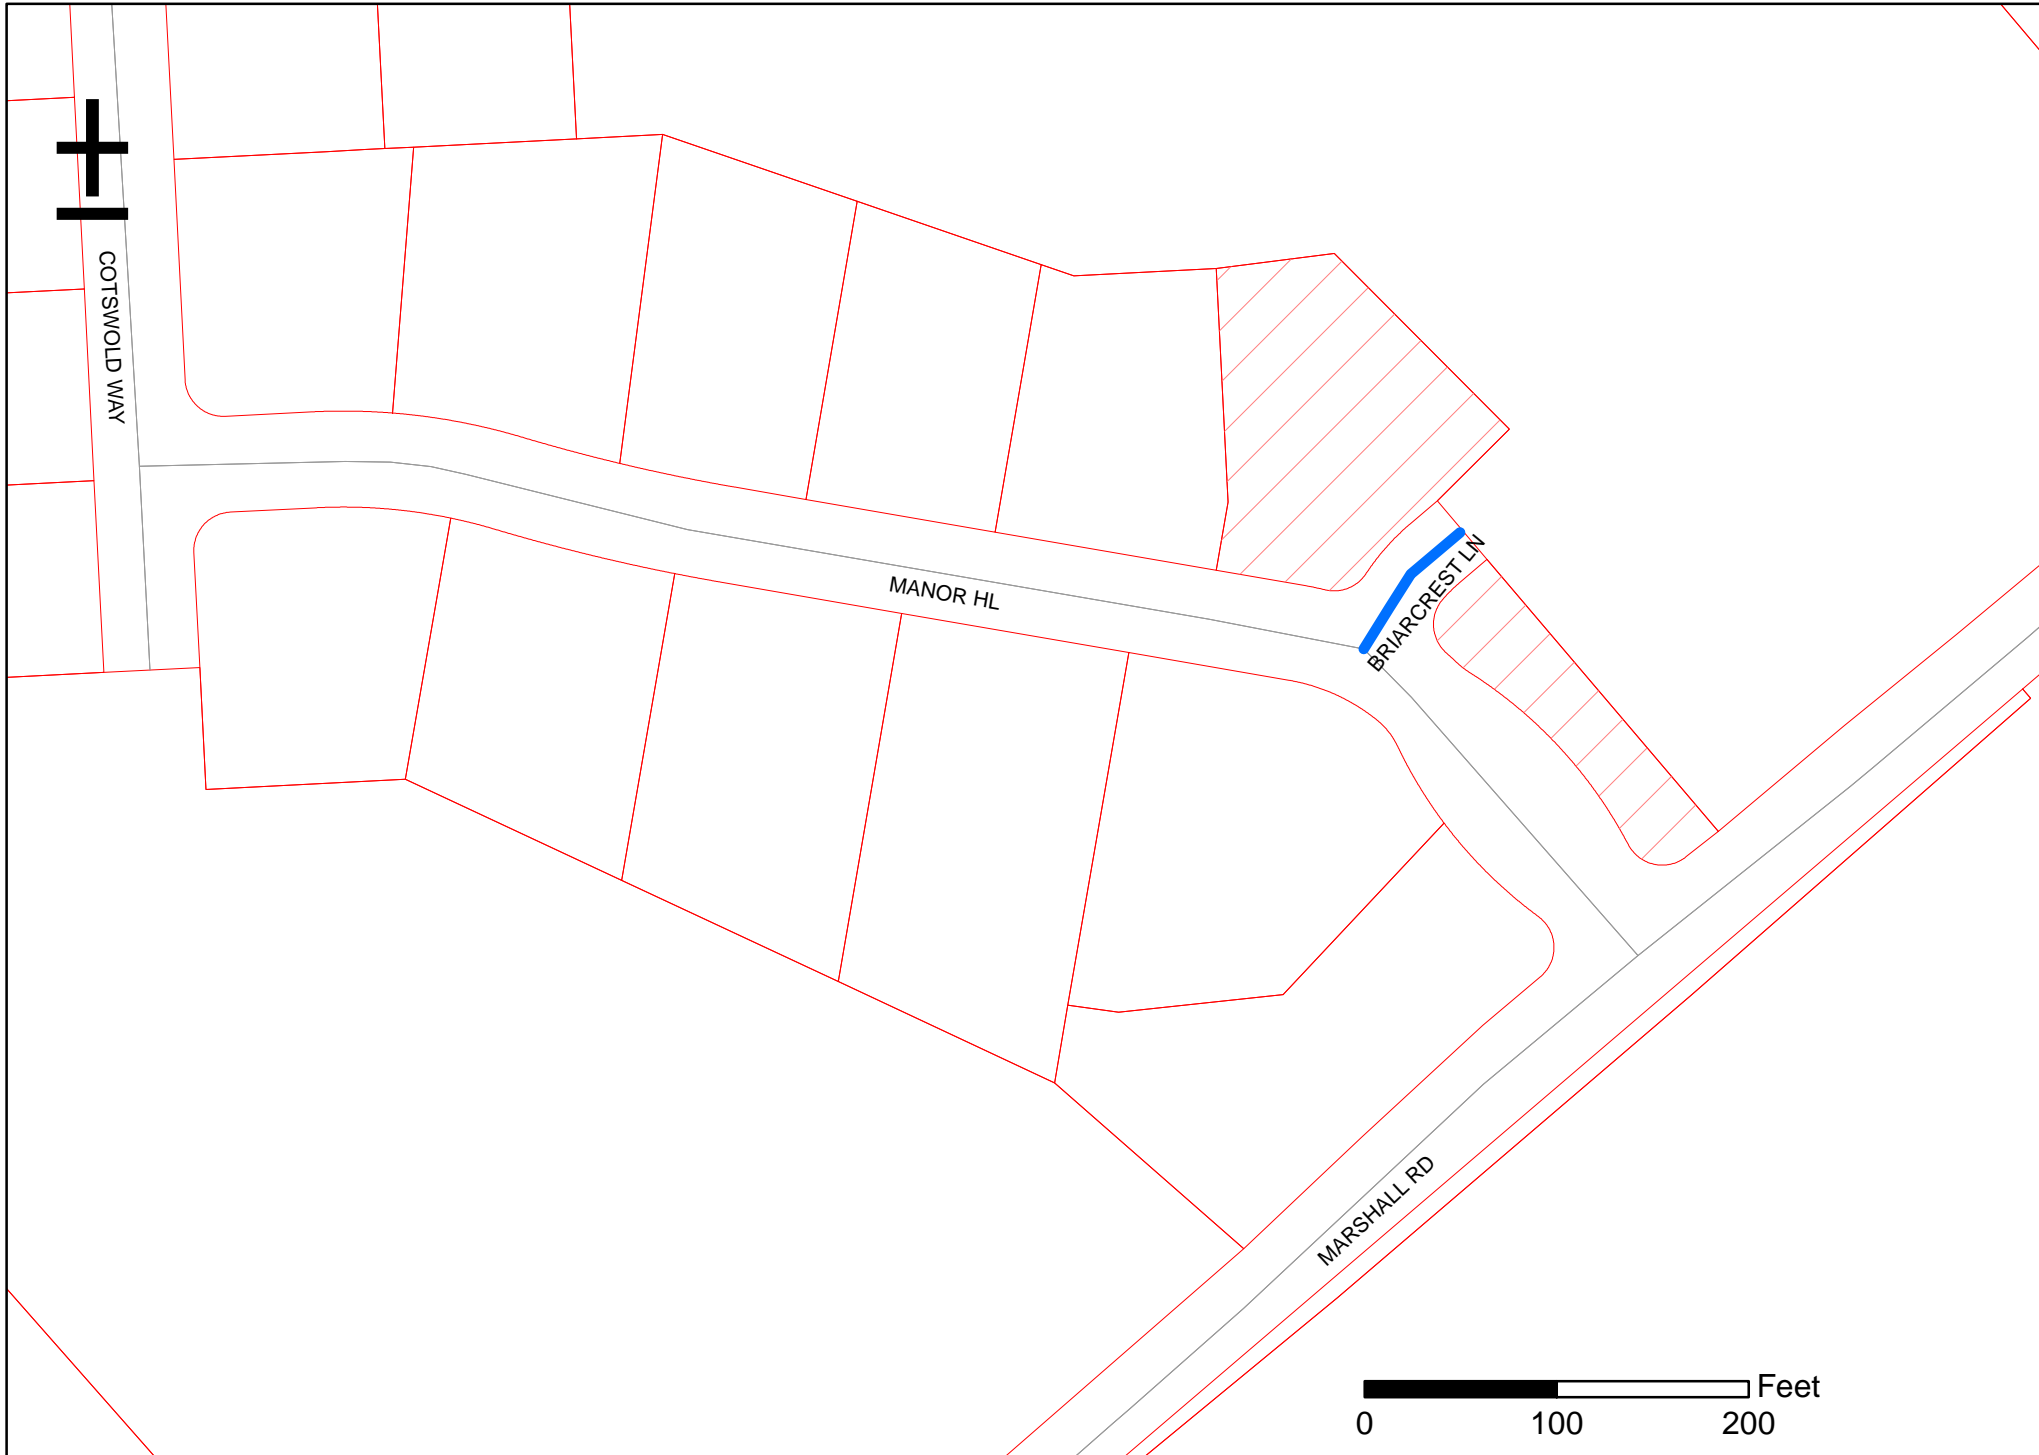 COTSWOLD WAY
MANOR HL
BRIARCREST LN
MARSHALL RD
Feet
0 100 200